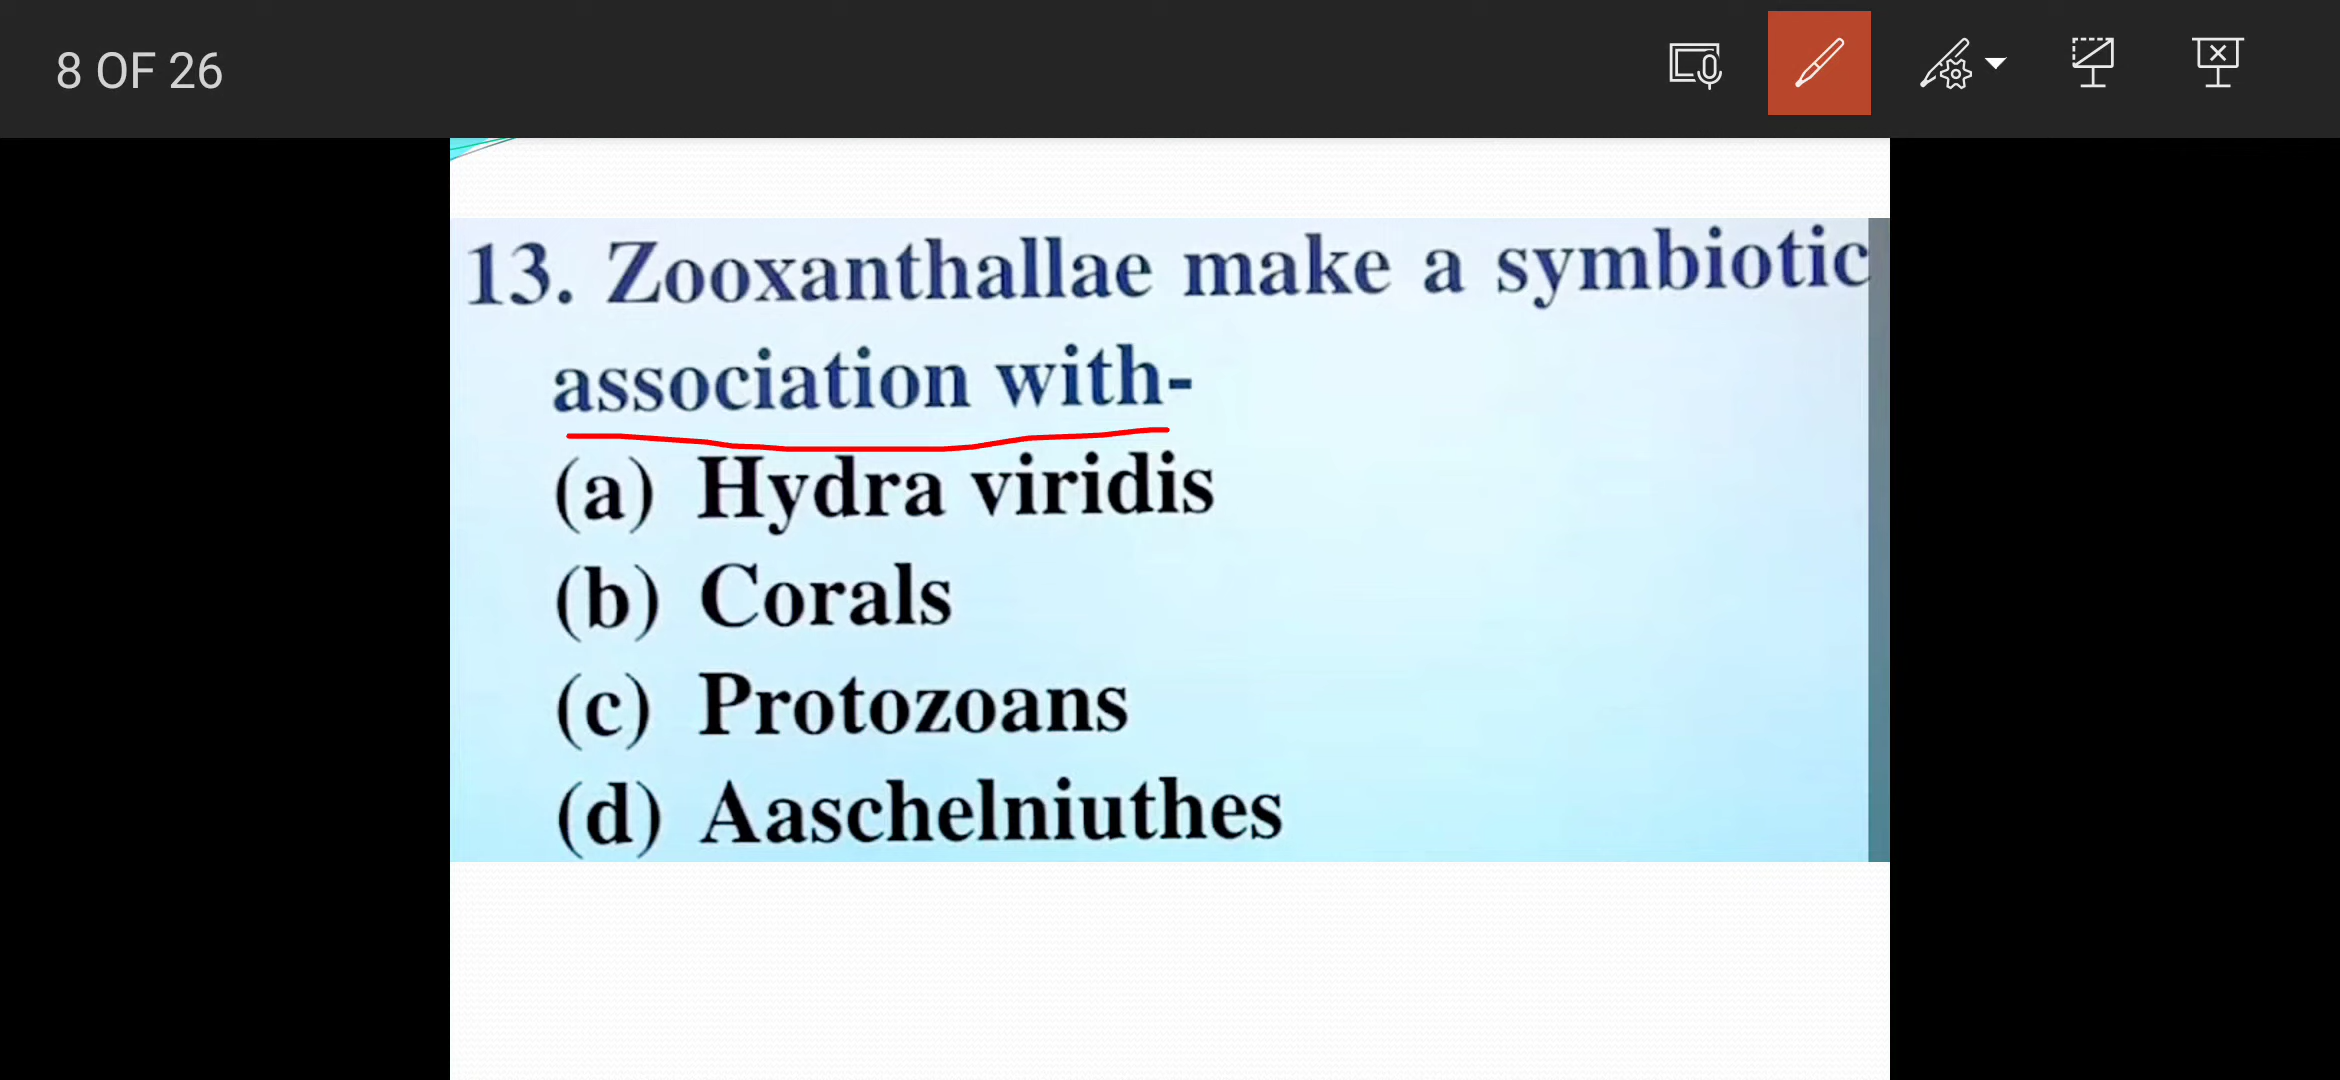 8 OF 26
13. Zooxanthallae make a symbiotic
association with-
(a) Hydra viridis
(b) Corals
(c) Protozoans
(d) Aaschelniuthes